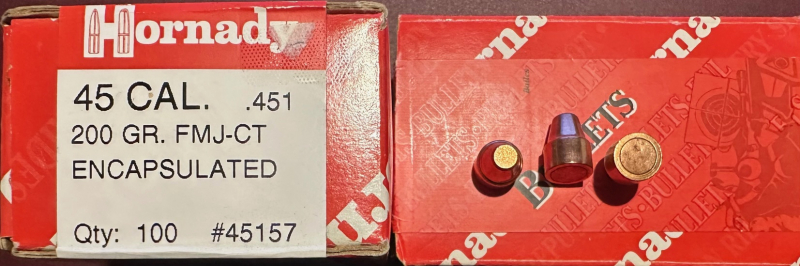 Hornady
45 CAL. .451
200 GR. FMJ-CT
ENCAPSULATED
Qty: 100 #45157
BULLETS